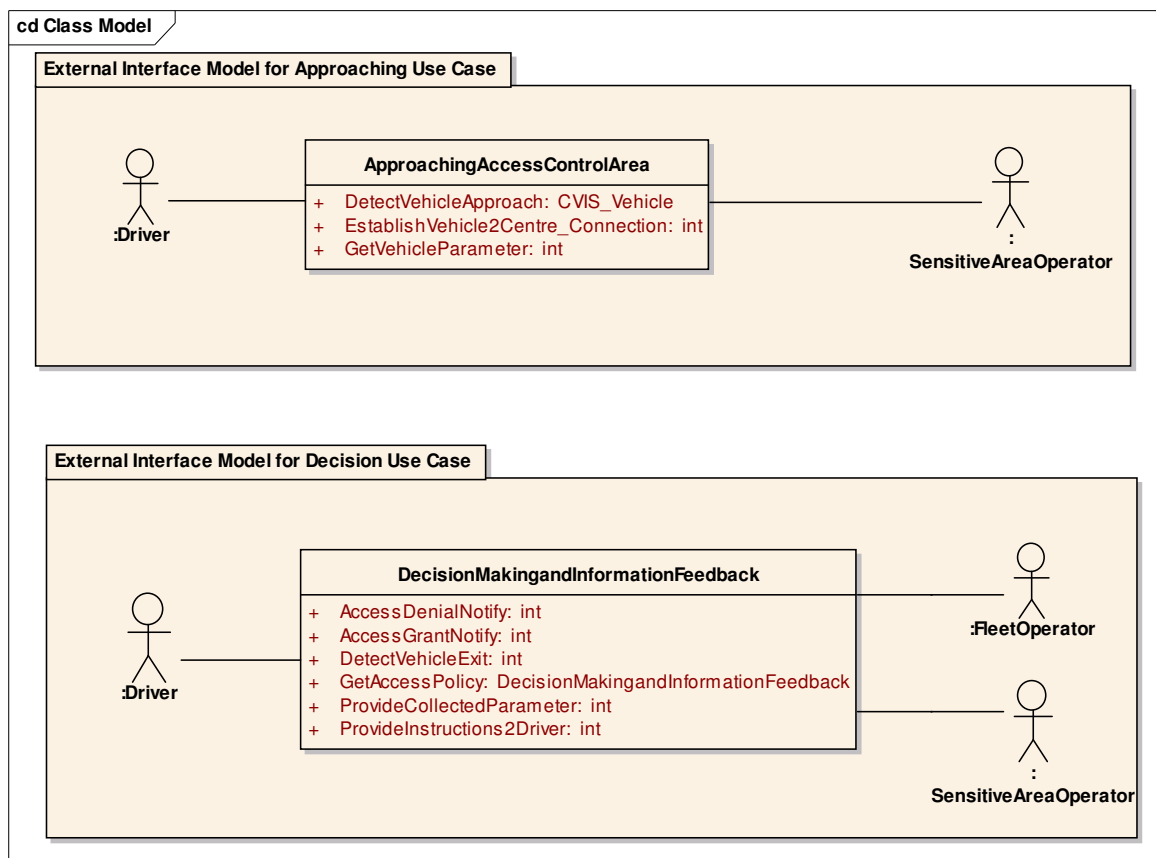 cd Class Model
External Interface Model for Approaching Use Case
ApproachingAccessControlArea
+ DetectVehicleApproach: CVIS_Vehicle
+ EstablishVehicle2Centre_Connection: int
+ GetVehicleParameter: int
:Driver
:
SensitiveAreaOperator
External Interface Model for Decision Use Case
DecisionMakingandInformationFeedback
+ AccessDenialNotify: int
+ AccessGrantNotify: int
+ DetectVehicleExit: int
+ GetAccessPolicy: DecisionMakingandInformationFeedback
+ ProvideCollectedParameter: int
+ ProvideInstructions2Driver: int
:Driver
:FleetOperator
:
SensitiveAreaOperator